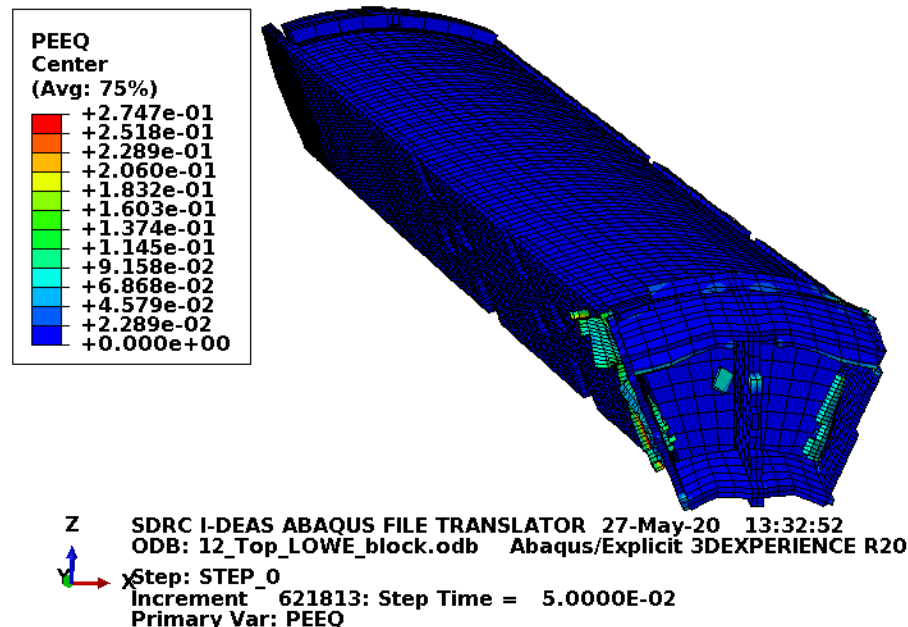 PEEQ
Center
(Avg: 75%)
+2.747e-01
+2.518e-01
+2.289e-01
+2.060e-01
+1.832e-01
+1.603e-01
+1.374e-01
+1.145e-01
+9.158e-02
+6.868e-02
+4.579e-02
+2.289e-02
+0.000e+00
Z
Y
X
SDRC I-DEAS ABAQUS FILE TRANSLATOR 27-May-20 13:32:52
ODB: 12_Top_LOWE_block.odb Abaqus/Explicit 3DEXPERIENCE R20
Step: STEP_0
Increment 621813: Step Time = 5.0000E-02
Primary Var: PEEQ